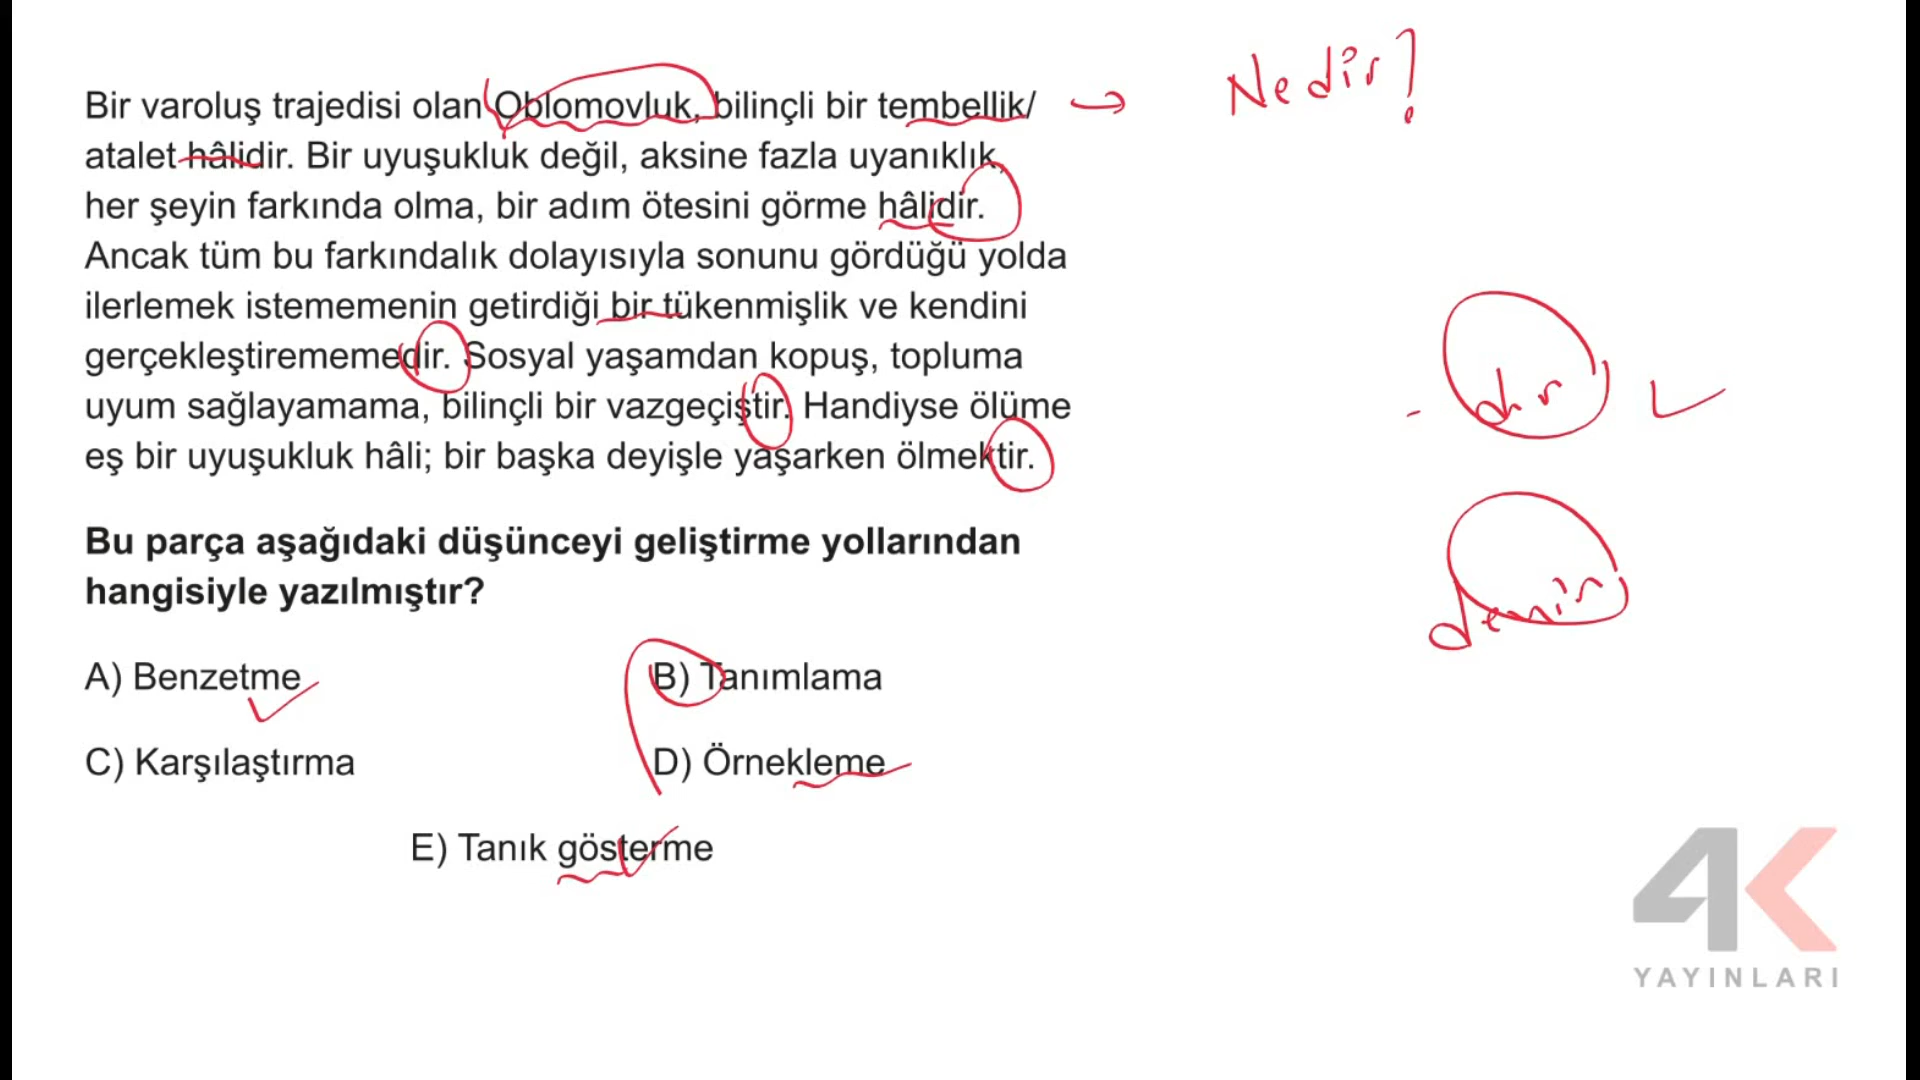 Bir varoluş trajedisi olan Oblomovluk, bilinçli bir tembellik/ → Nedir?
atalet hâlidir. Bir uyuşukluk değil, aksine fazla uyanıklık,
her şeyin farkında olma, bir adım ötesini görme hâlidir.
Ancak tüm bu farkındalık dolayısıyla sonunu gördüğü yolda
ilerlemek istememenin getirdiği bir tükenmişlik ve kendini
gerçekleştirememedir. Sosyal yaşamdan kopuş, topluma
uyum sağlayamama, bilinçli bir vazgeçiştir. Handiyse ölüme
eş bir uyuşukluk hâli; bir başka deyişle yaşarken ölmektir.
- dır
denir
Bu parça aşağıdaki düşünceyi geliştirme yollarından
hangisiyle yazılmıştır?
A) Benzetme
B) Tanımlama
C) Karşılaştırma
D) Örnekleme
E) Tanık gösterme
4K
YAYINLARI